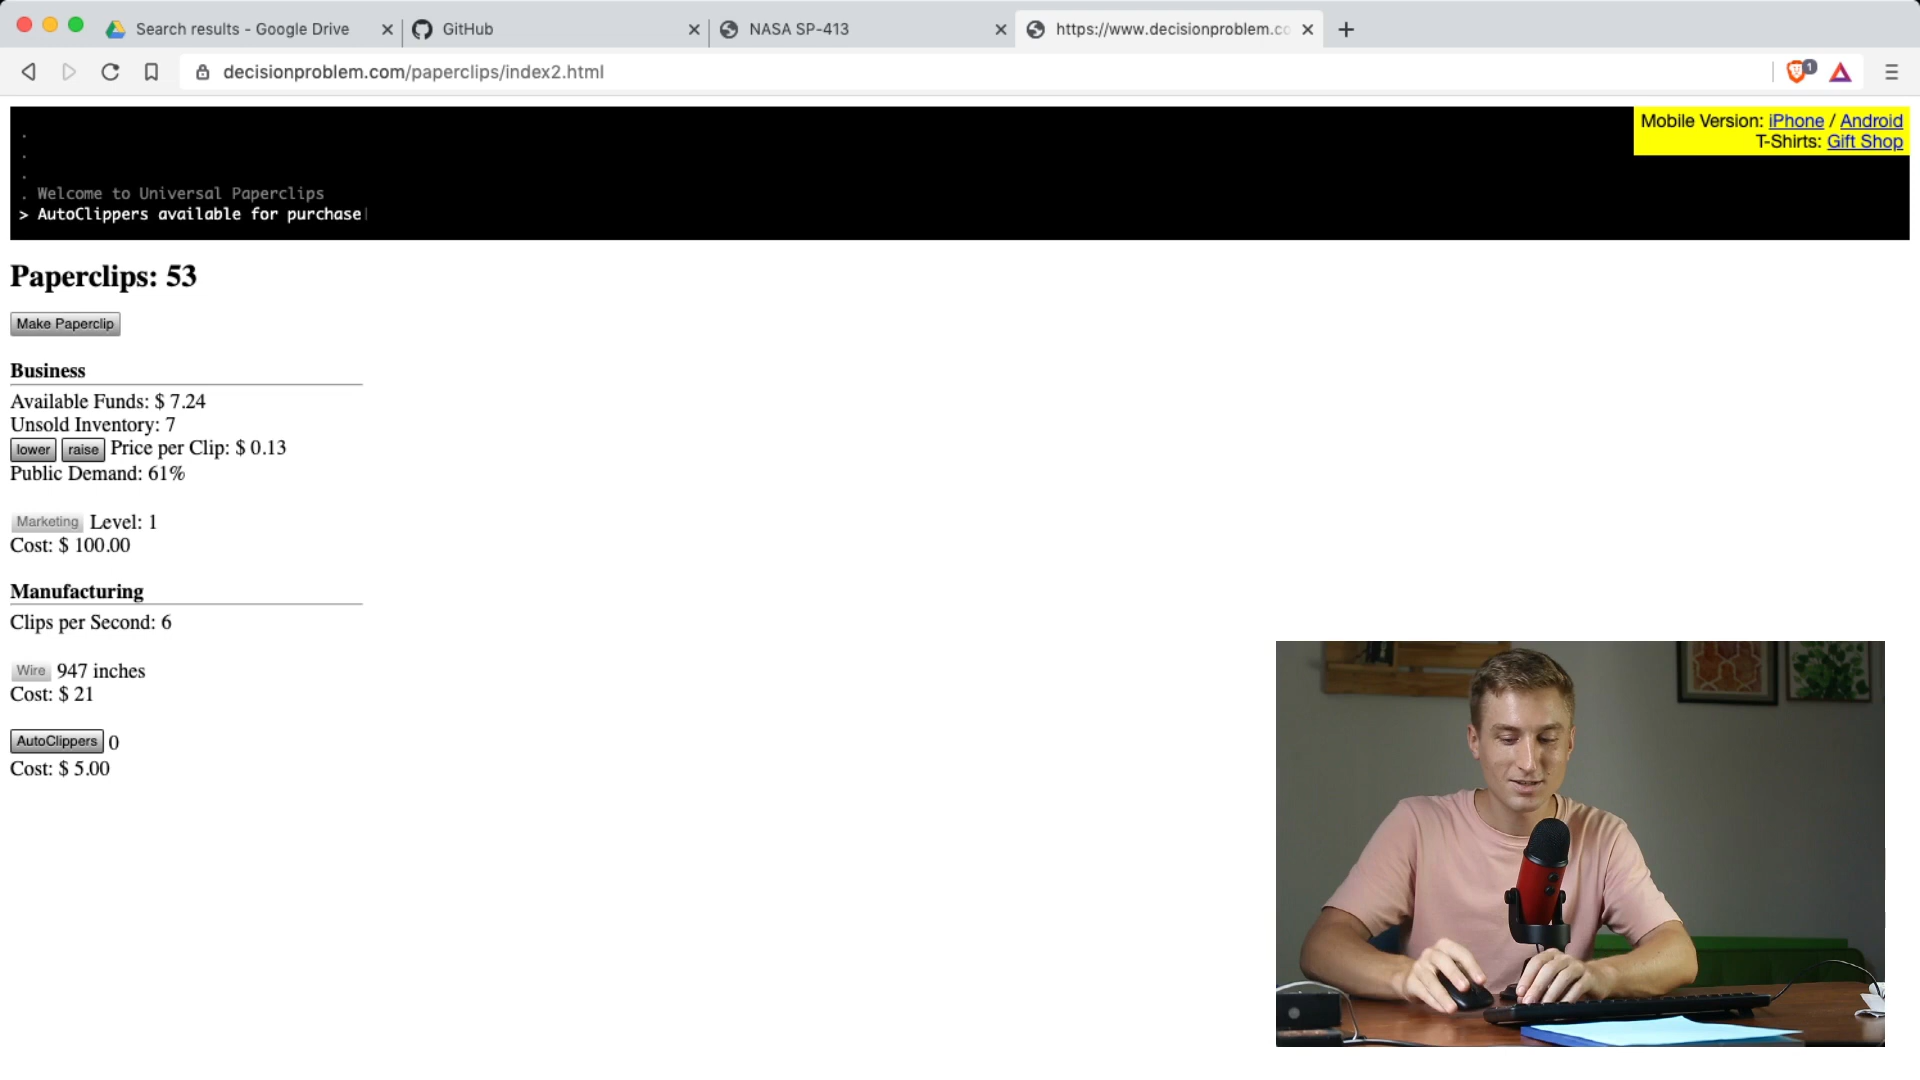 Search results - Google Drive
GitHub
NASA SP-413
https://www.decisionproblem.co
decisionproblem.com/paperclips/index2.html
1
Mobile Version: iPhone / Android
T-Shirts: Gift Shop
.
.
.
. Welcome to Universal Paperclips
> AutoClippers available for purchase
Paperclips: 53
Make Paperclip
Business
Available Funds: $ 7.24
Unsold Inventory: 7
lower raise Price per Clip: $ 0.13
Public Demand: 61%
Marketing Level: 1
Cost: $ 100.00
Manufacturing
Clips per Second: 6
Wire 947 inches
Cost: $ 21
AutoClippers 0
Cost: $ 5.00